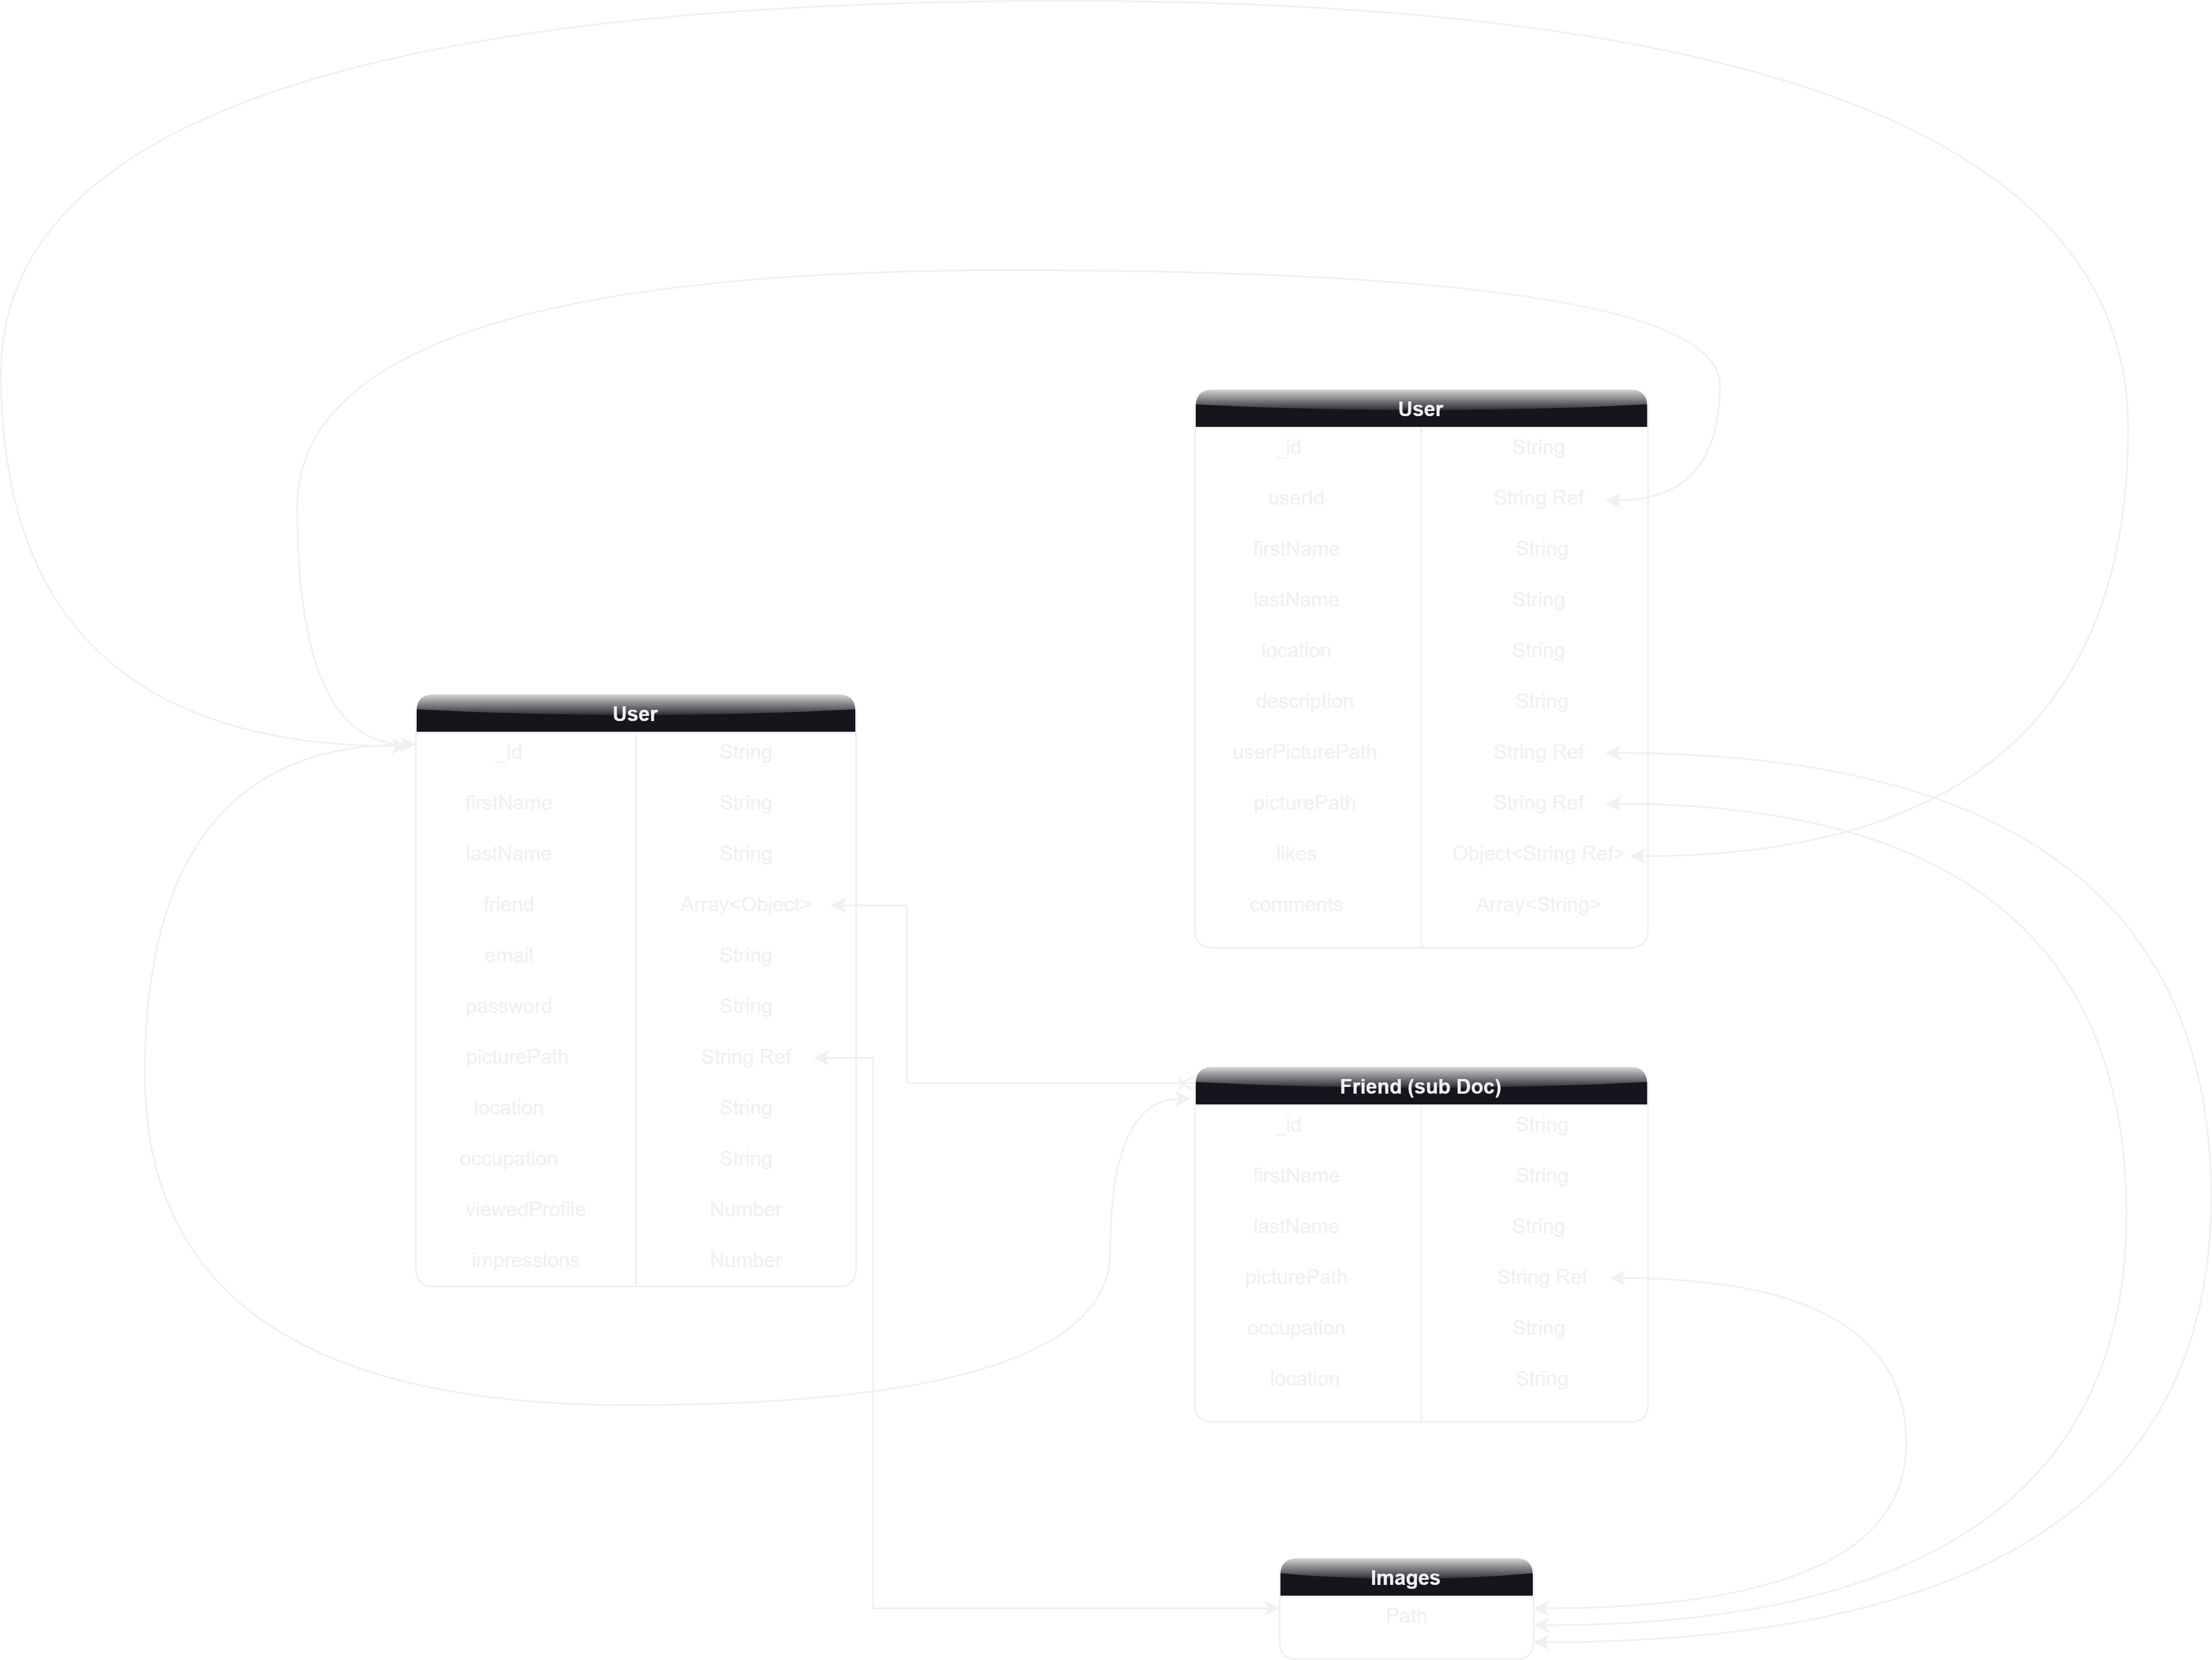 User
_id String
userId String Ref
firstName String
lastName String
location String
description String
userPicturePath String Ref
picturePath String Ref
likes Object<String Ref>
comments Array<String>
User
_id String
firstName String
lastName String
friend Array<Object>
email String
password String
picturePath String Ref
location String
occupation String
viewedProfile Number
impressions Number
Friend (sub Doc)
_id String
firstName String
lastName String
picturePath String Ref
occupation String
location String
Images
Path